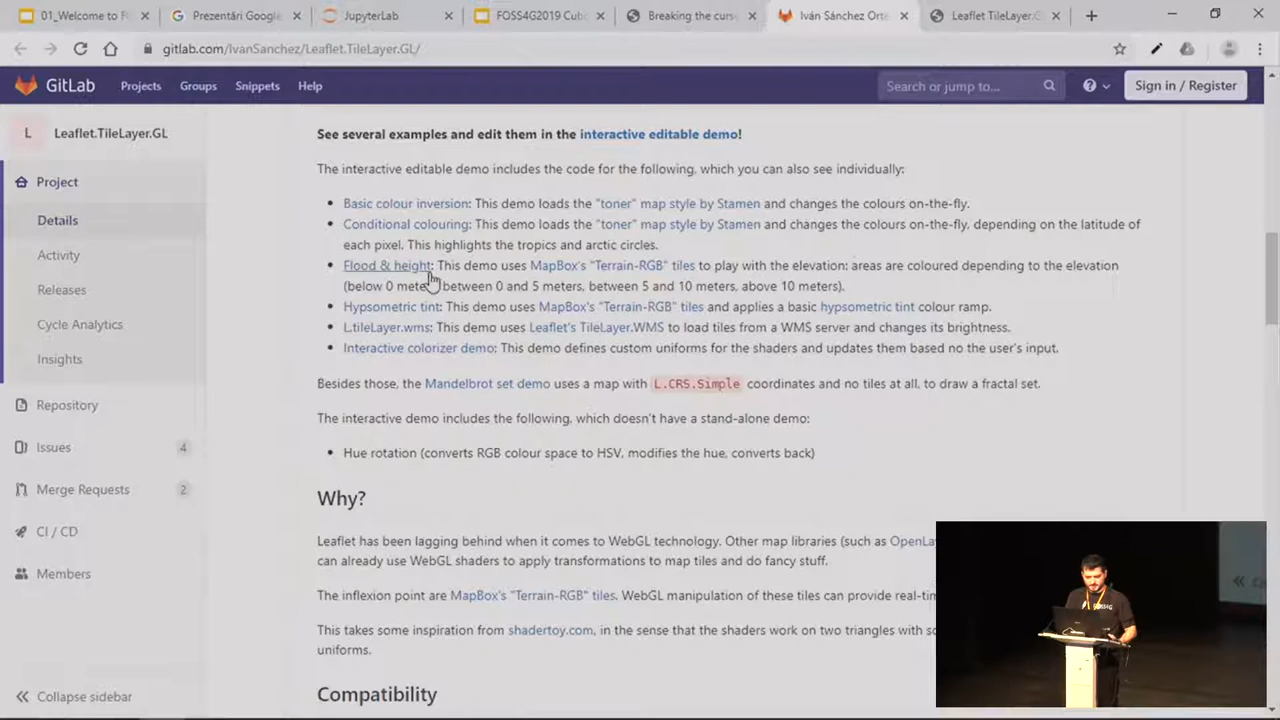 01_Welcome to F
Prezentări Google
JupyterLab
FOSS4G2019 Cub
Breaking the curs
Iván Sánchez Orte
Leaflet TileLayer.G
gitlab.com/IvanSanchez/Leaflet.TileLayer.GL/
GitLab
Projects
Groups
Snippets
Help
Search or jump to...
Sign in / Register
L
Leaflet.TileLayer.GL
Project
Details
Activity
Releases
Cycle Analytics
Insights
Repository
Issues
4
Merge Requests
2
CI / CD
Members
Collapse sidebar
See several examples and edit them in the interactive editable demo!
The interactive editable demo includes the code for the following, which you can also see individually:
Basic colour inversion: This demo loads the "toner" map style by Stamen and changes the colours on-the-fly.
Conditional colouring: This demo loads the "toner" map style by Stamen and changes the colours on-the-fly, depending on the latitude of
each pixel. This highlights the tropics and arctic circles.
Flood & height: This demo uses MapBox's "Terrain-RGB" tiles to play with the elevation: areas are coloured depending to the elevation
(below 0 mete between 0 and 5 meters, between 5 and 10 meters, above 10 meters).
Hypsometric tint: This demo uses MapBox's "Terrain-RGB" tiles and applies a basic hypsometric tint colour ramp.
L.tileLayer.wms: This demo uses Leaflet's TileLayer.WMS to load tiles from a WMS server and changes its brightness.
Interactive colorizer demo: This demo defines custom uniforms for the shaders and updates them based no the user's input.
Besides those, the Mandelbrot set demo uses a map with L.CRS.Simple coordinates and no tiles at all, to draw a fractal set.
The interactive demo includes the following, which doesn't have a stand-alone demo:
Hue rotation (converts RGB colour space to HSV, modifies the hue, converts back)
Why?
Leaflet has been lagging behind when it comes to WebGL technology. Other map libraries (such as OpenLa
can already use WebGL shaders to apply transformations to map tiles and do fancy stuff.
The inflexion point are MapBox's "Terrain-RGB" tiles. WebGL manipulation of these tiles can provide real-tim
This takes some inspiration from shadertoy.com, in the sense that the shaders work on two triangles with so
uniforms.
Compatibility